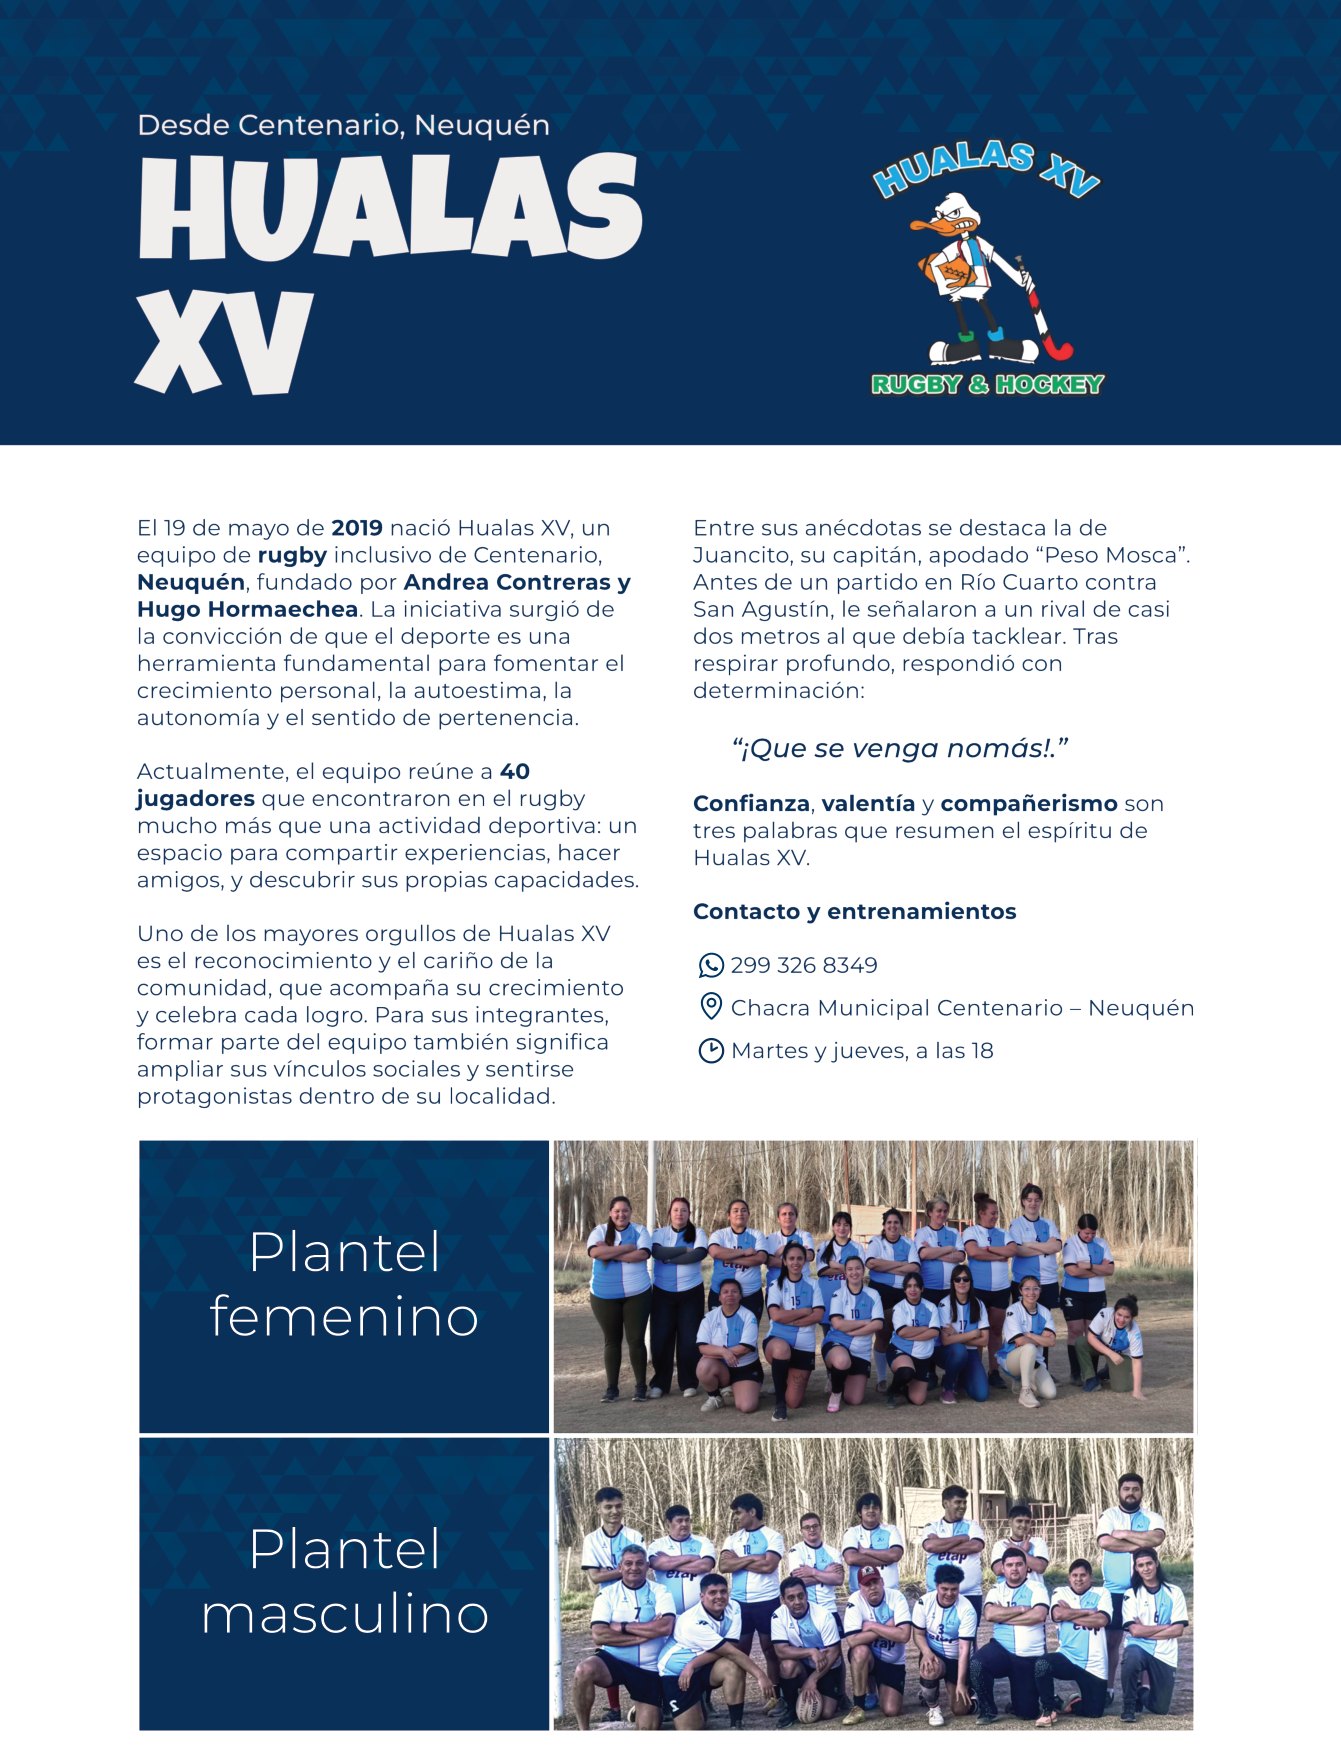 Desde Centenario, Neuquén
HUALAS
XV
HUALAS XV
RUGBY & HOCKEY
El 19 de mayo de 2019 nació Hualas XV, un
equipo de rugby inclusivo de Centenario,
Neuquén, fundado por Andrea Contreras y
Hugo Hormaechea. La iniciativa surgió de
la convicción de que el deporte es una
herramienta fundamental para fomentar el
crecimiento personal, la autoestima, la
autonomía y el sentido de pertenencia.
Actualmente, el equipo reúne a 40
jugadores que encontraron en el rugby
mucho más que una actividad deportiva: un
espacio para compartir experiencias, hacer
amigos, y descubrir sus propias capacidades.
Uno de los mayores orgullos de Hualas XV
es el reconocimiento y el cariño de la
comunidad, que acompaña su crecimiento
y celebra cada logro. Para sus integrantes,
formar parte del equipo también significa
ampliar sus vínculos sociales y sentirse
protagonistas dentro de su localidad.
Entre sus anécdotas se destaca la de
Juancito, su capitán, apodado “Peso Mosca”.
Antes de un partido en Río Cuarto contra
San Agustín, le señalaron a un rival de casi
dos metros al que debía tacklear. Tras
respirar profundo, respondió con
determinación:
“¡Que se venga nomás!.”
Confianza, valentía y compañerismo son
tres palabras que resumen el espíritu de
Hualas XV.
Contacto y entrenamientos
299 326 8349
Chacra Municipal Centenario – Neuquén
Martes y jueves, a las 18
Plantel
femenino
etap
15
10
Plantel
masculino
etap
7
3
etap